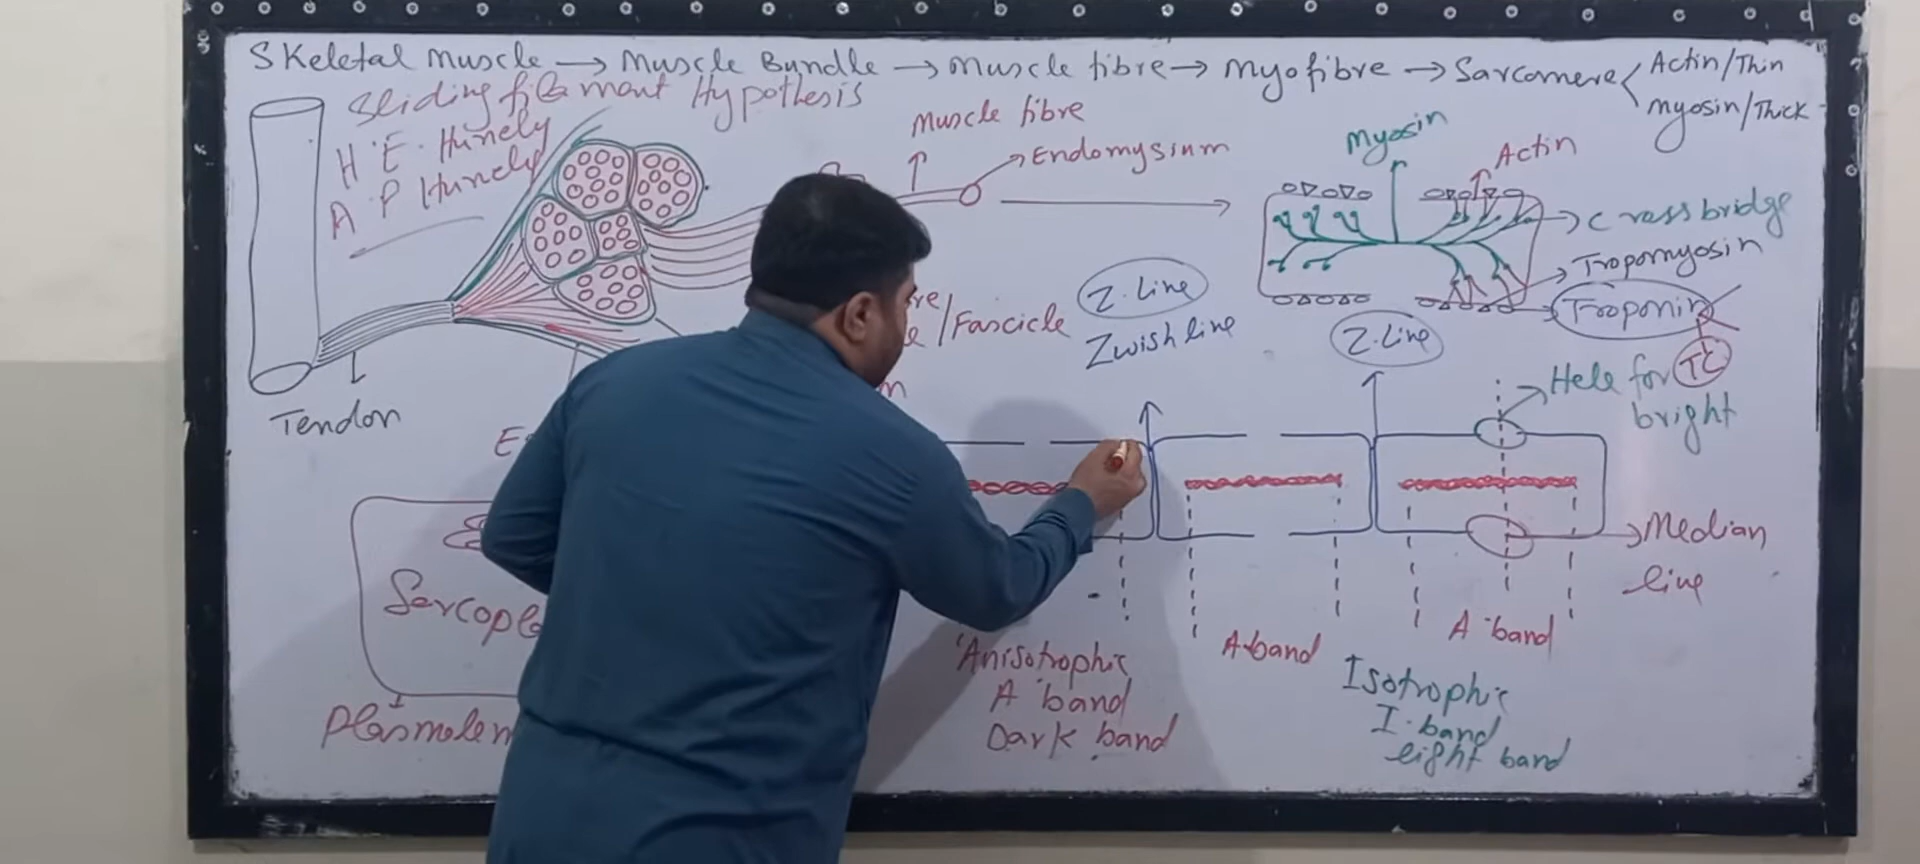 Skeletal Muscle → Muscle Bundle → Muscle fibre → Myofibre → Sarcomere < Actin/Thin
Myosin/Thick
Sliding filament Hypothesis
H.E. Hunely
A.P Hunely
Muscle fibre
Endomysium
Myosin
Actin
Cross bridge
Tropomyosin
Troponin
TC
/Fascicle
Z.Line
Zwish line
Z.Line
Hele for
bright
Tendon
Median
line
Sarcopl
Plasmalem
Anisotrophic
A band
Dark band
A-band
A band
Isotrophic
I.band
light band